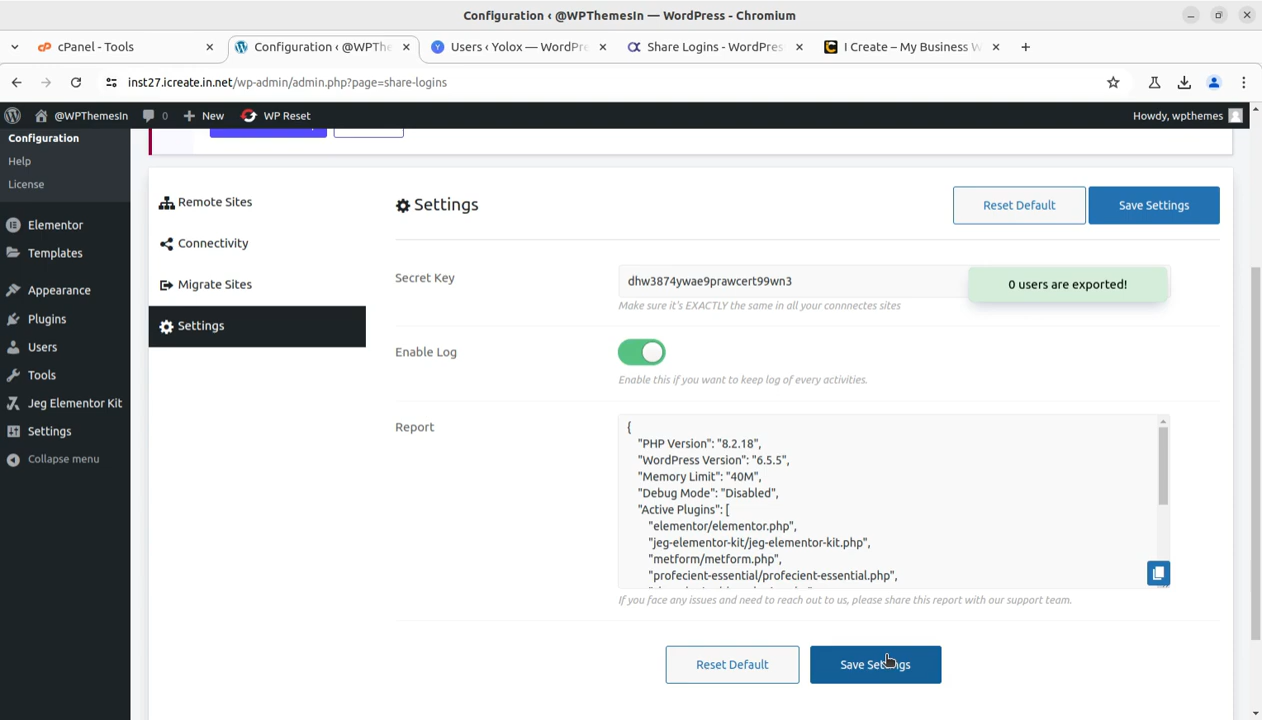 Configuration ‹ @WPThemesIn — WordPress - Chromium
cPanel - Tools
Configuration ‹ @WPThe
Users ‹ Yolox — WordPr
Share Logins - WordPres
I Create – My Business W
inst27.icreate.in.net/wp-admin/admin.php?page=share-logins
@WPThemesIn
0
New
WP Reset
Howdy, wpthemes
Configuration
Help
License
Elementor
Templates
Appearance
Plugins
Users
Tools
Jeg Elementor Kit
Settings
Collapse menu
Remote Sites
Connectivity
Migrate Sites
Settings
Settings
Reset Default
Save Settings
Secret Key
dhw3874ywae9prawcert99wn3
0 users are exported!
Make sure it's EXACTLY the same in all your connnectes sites
Enable Log
Enable this if you want to keep log of every activities.
Report
{
"PHP Version": "8.2.18",
"WordPress Version": "6.5.5",
"Memory Limit": "40M",
"Debug Mode": "Disabled",
"Active Plugins": [
"elementor/elementor.php",
"jeg-elementor-kit/jeg-elementor-kit.php",
"metform/metform.php",
"profecient-essential/profecient-essential.php",
If you face any issues and need to reach out to us, please share this report with our support team.
Reset Default
Save Settings